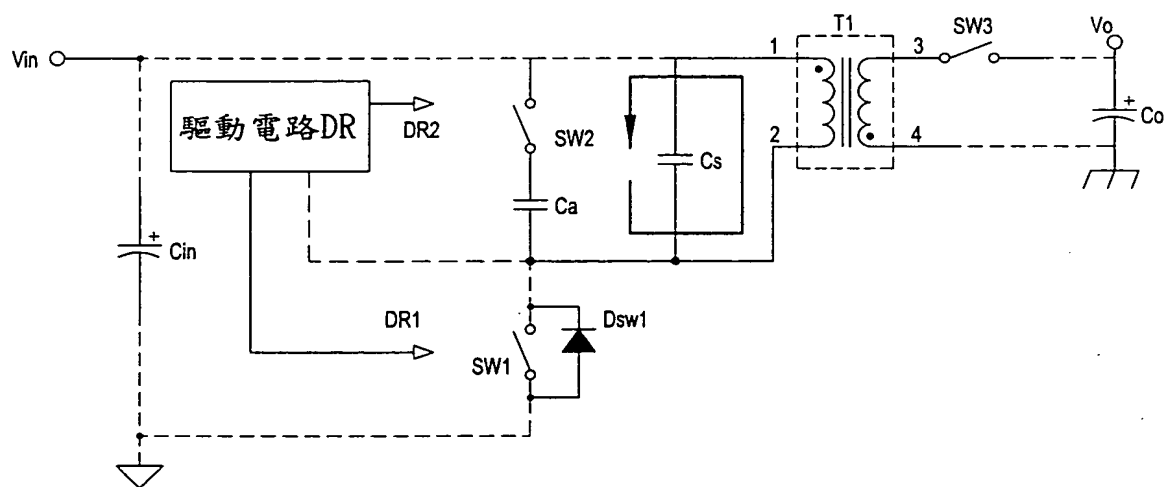 T1
SW3
Vo
Vin
1
3
+
Co
驅動電路DR
DR2
SW2
Cs
2
4
Ca
+
Cin
DR1
Dsw1
SW1